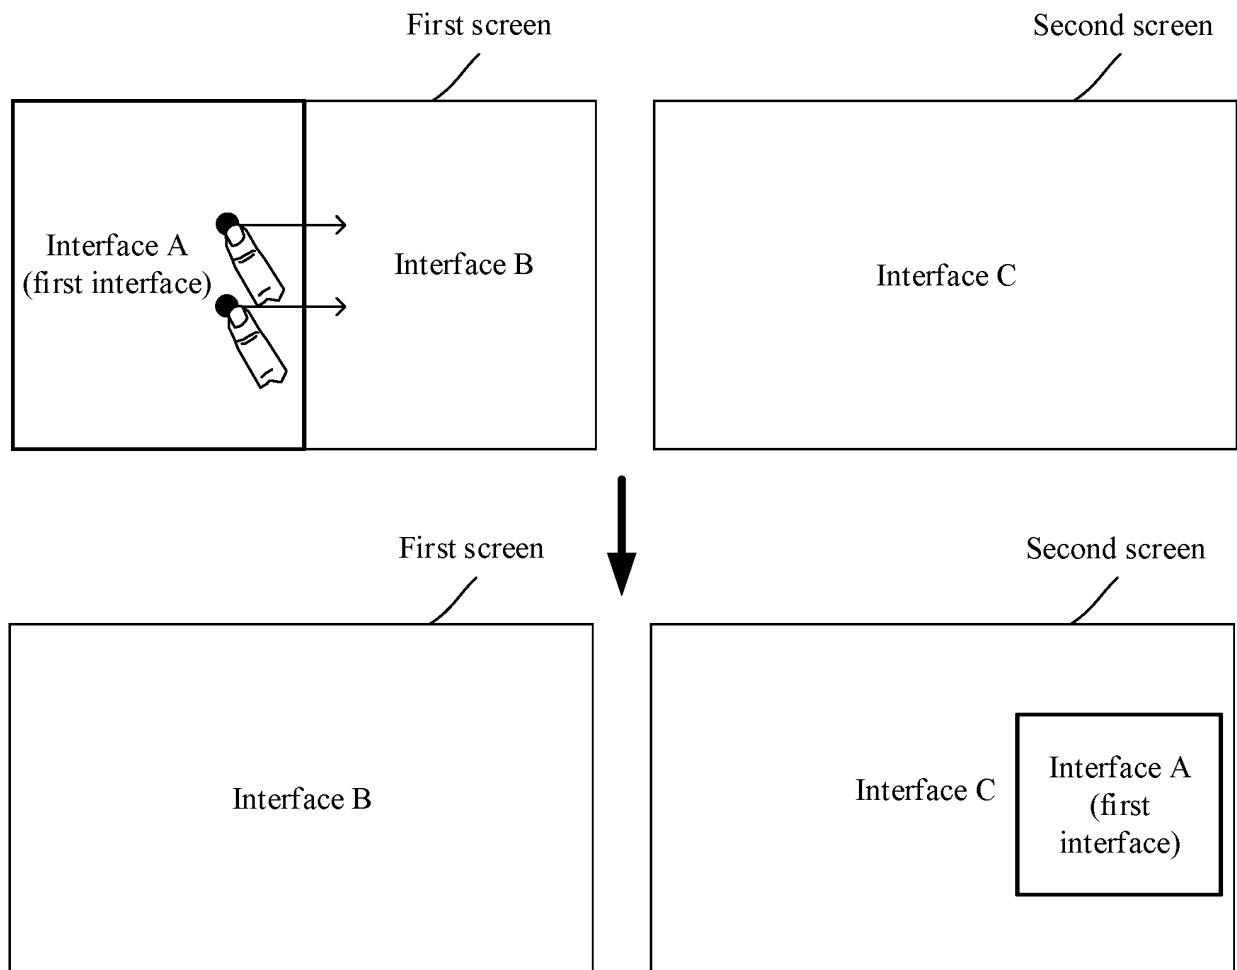 First screen
Second screen
Interface A
(first interface)
Interface B
Interface C
First screen
Second screen
Interface B
Interface C
Interface A
(first
interface)